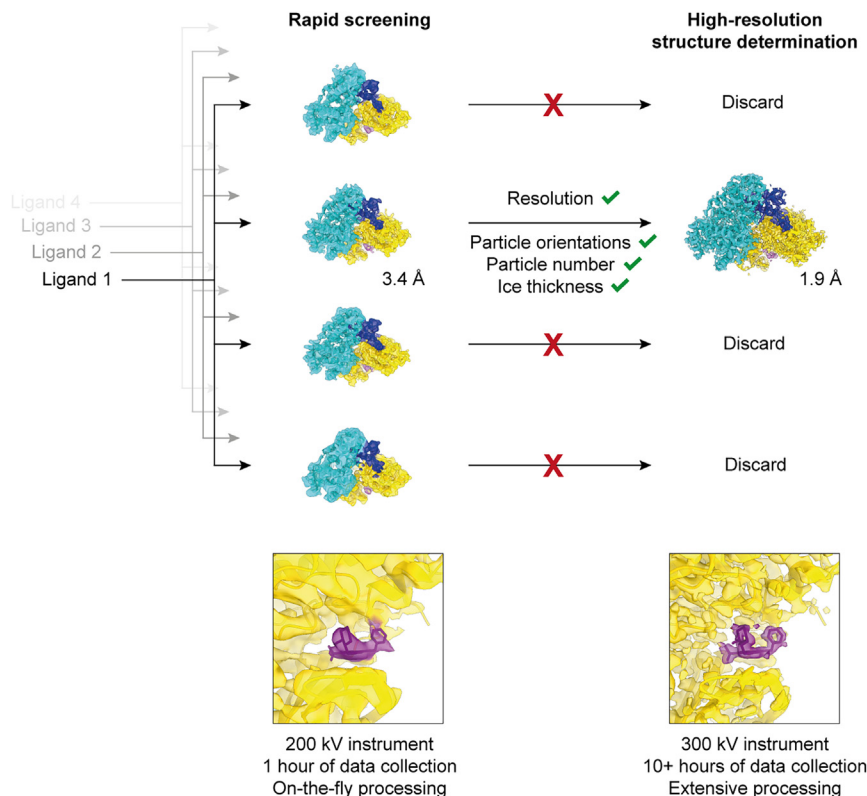 Rapid screening
High-resolution
structure determination
Discard
Ligand 4
Ligand 3
Ligand 2
Ligand 1
3.4 Å
Resolution ✔
Particle orientations ✔
Particle number ✔
Ice thickness ✔
1.9 Å
X
Discard
X
Discard
X
200 kV instrument
1 hour of data collection
On-the-fly processing
300 kV instrument
10+ hours of data collection
Extensive processing